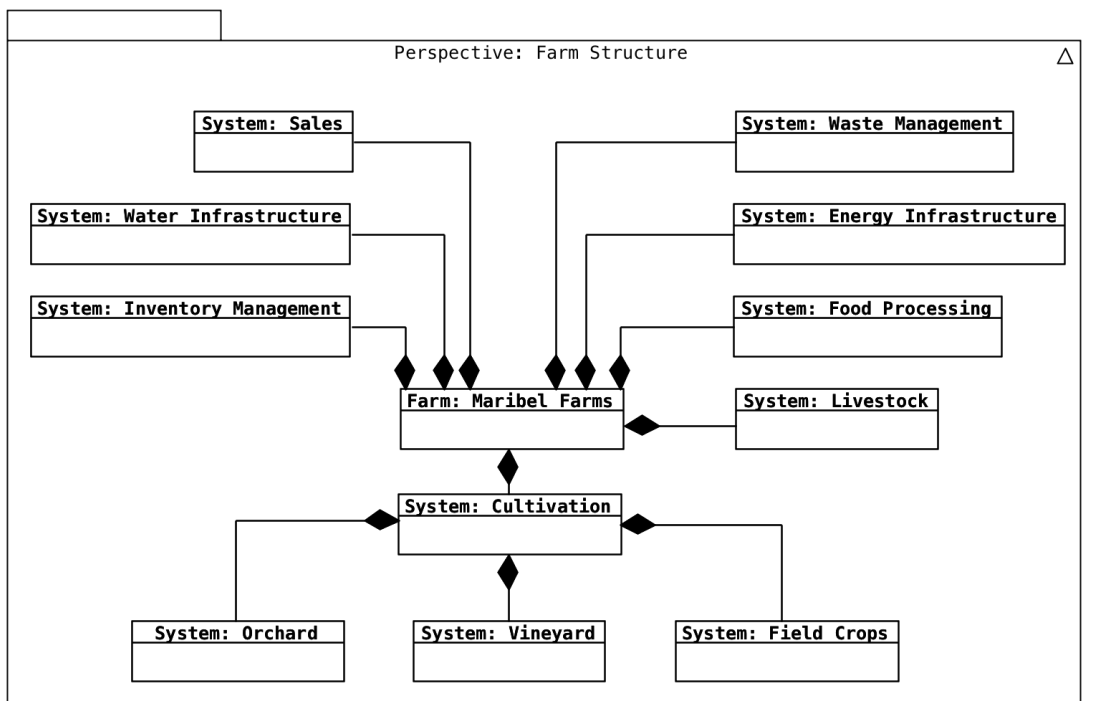 Perspective: Farm Structure
System: Sales
System: Waste Management
System: Water Infrastructure
System: Energy Infrastructure
System: Inventory Management
System: Food Processing
Farm: Maribel Farms
System: Livestock
System: Cultivation
System: Orchard
System: Vineyard
System: Field Crops